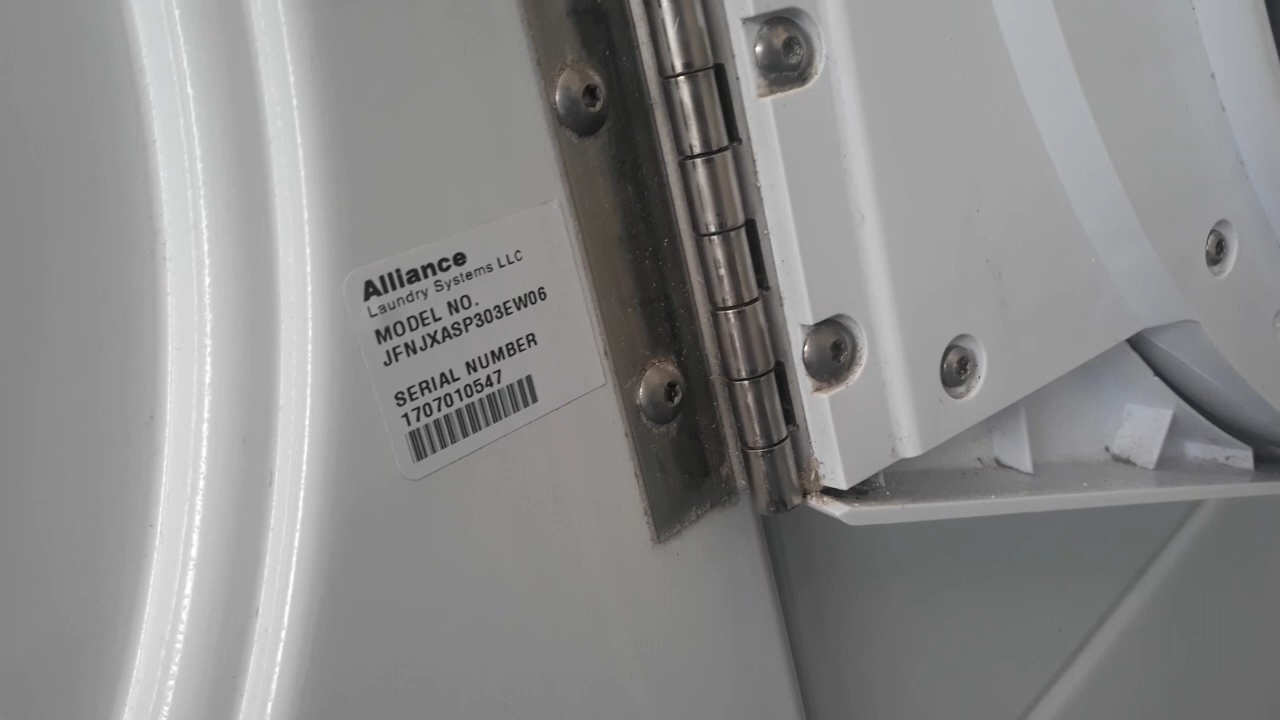 Alliance
Laundry Systems LLC
MODEL NO.
JFNJXASP303EW06
SERIAL NUMBER
1707010547